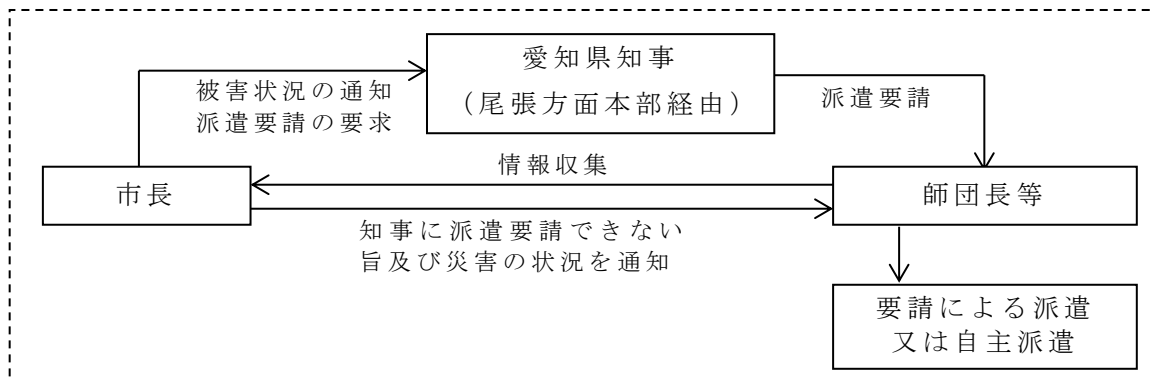 愛知県知事
(尾張方面本部経由)
被害状況の通知
派遣要請の要求
派遣要請
情報収集
市長
師団長等
知事に派遣要請できない
旨及び災害の状況を通知
要請による派遣
又は自主派遣